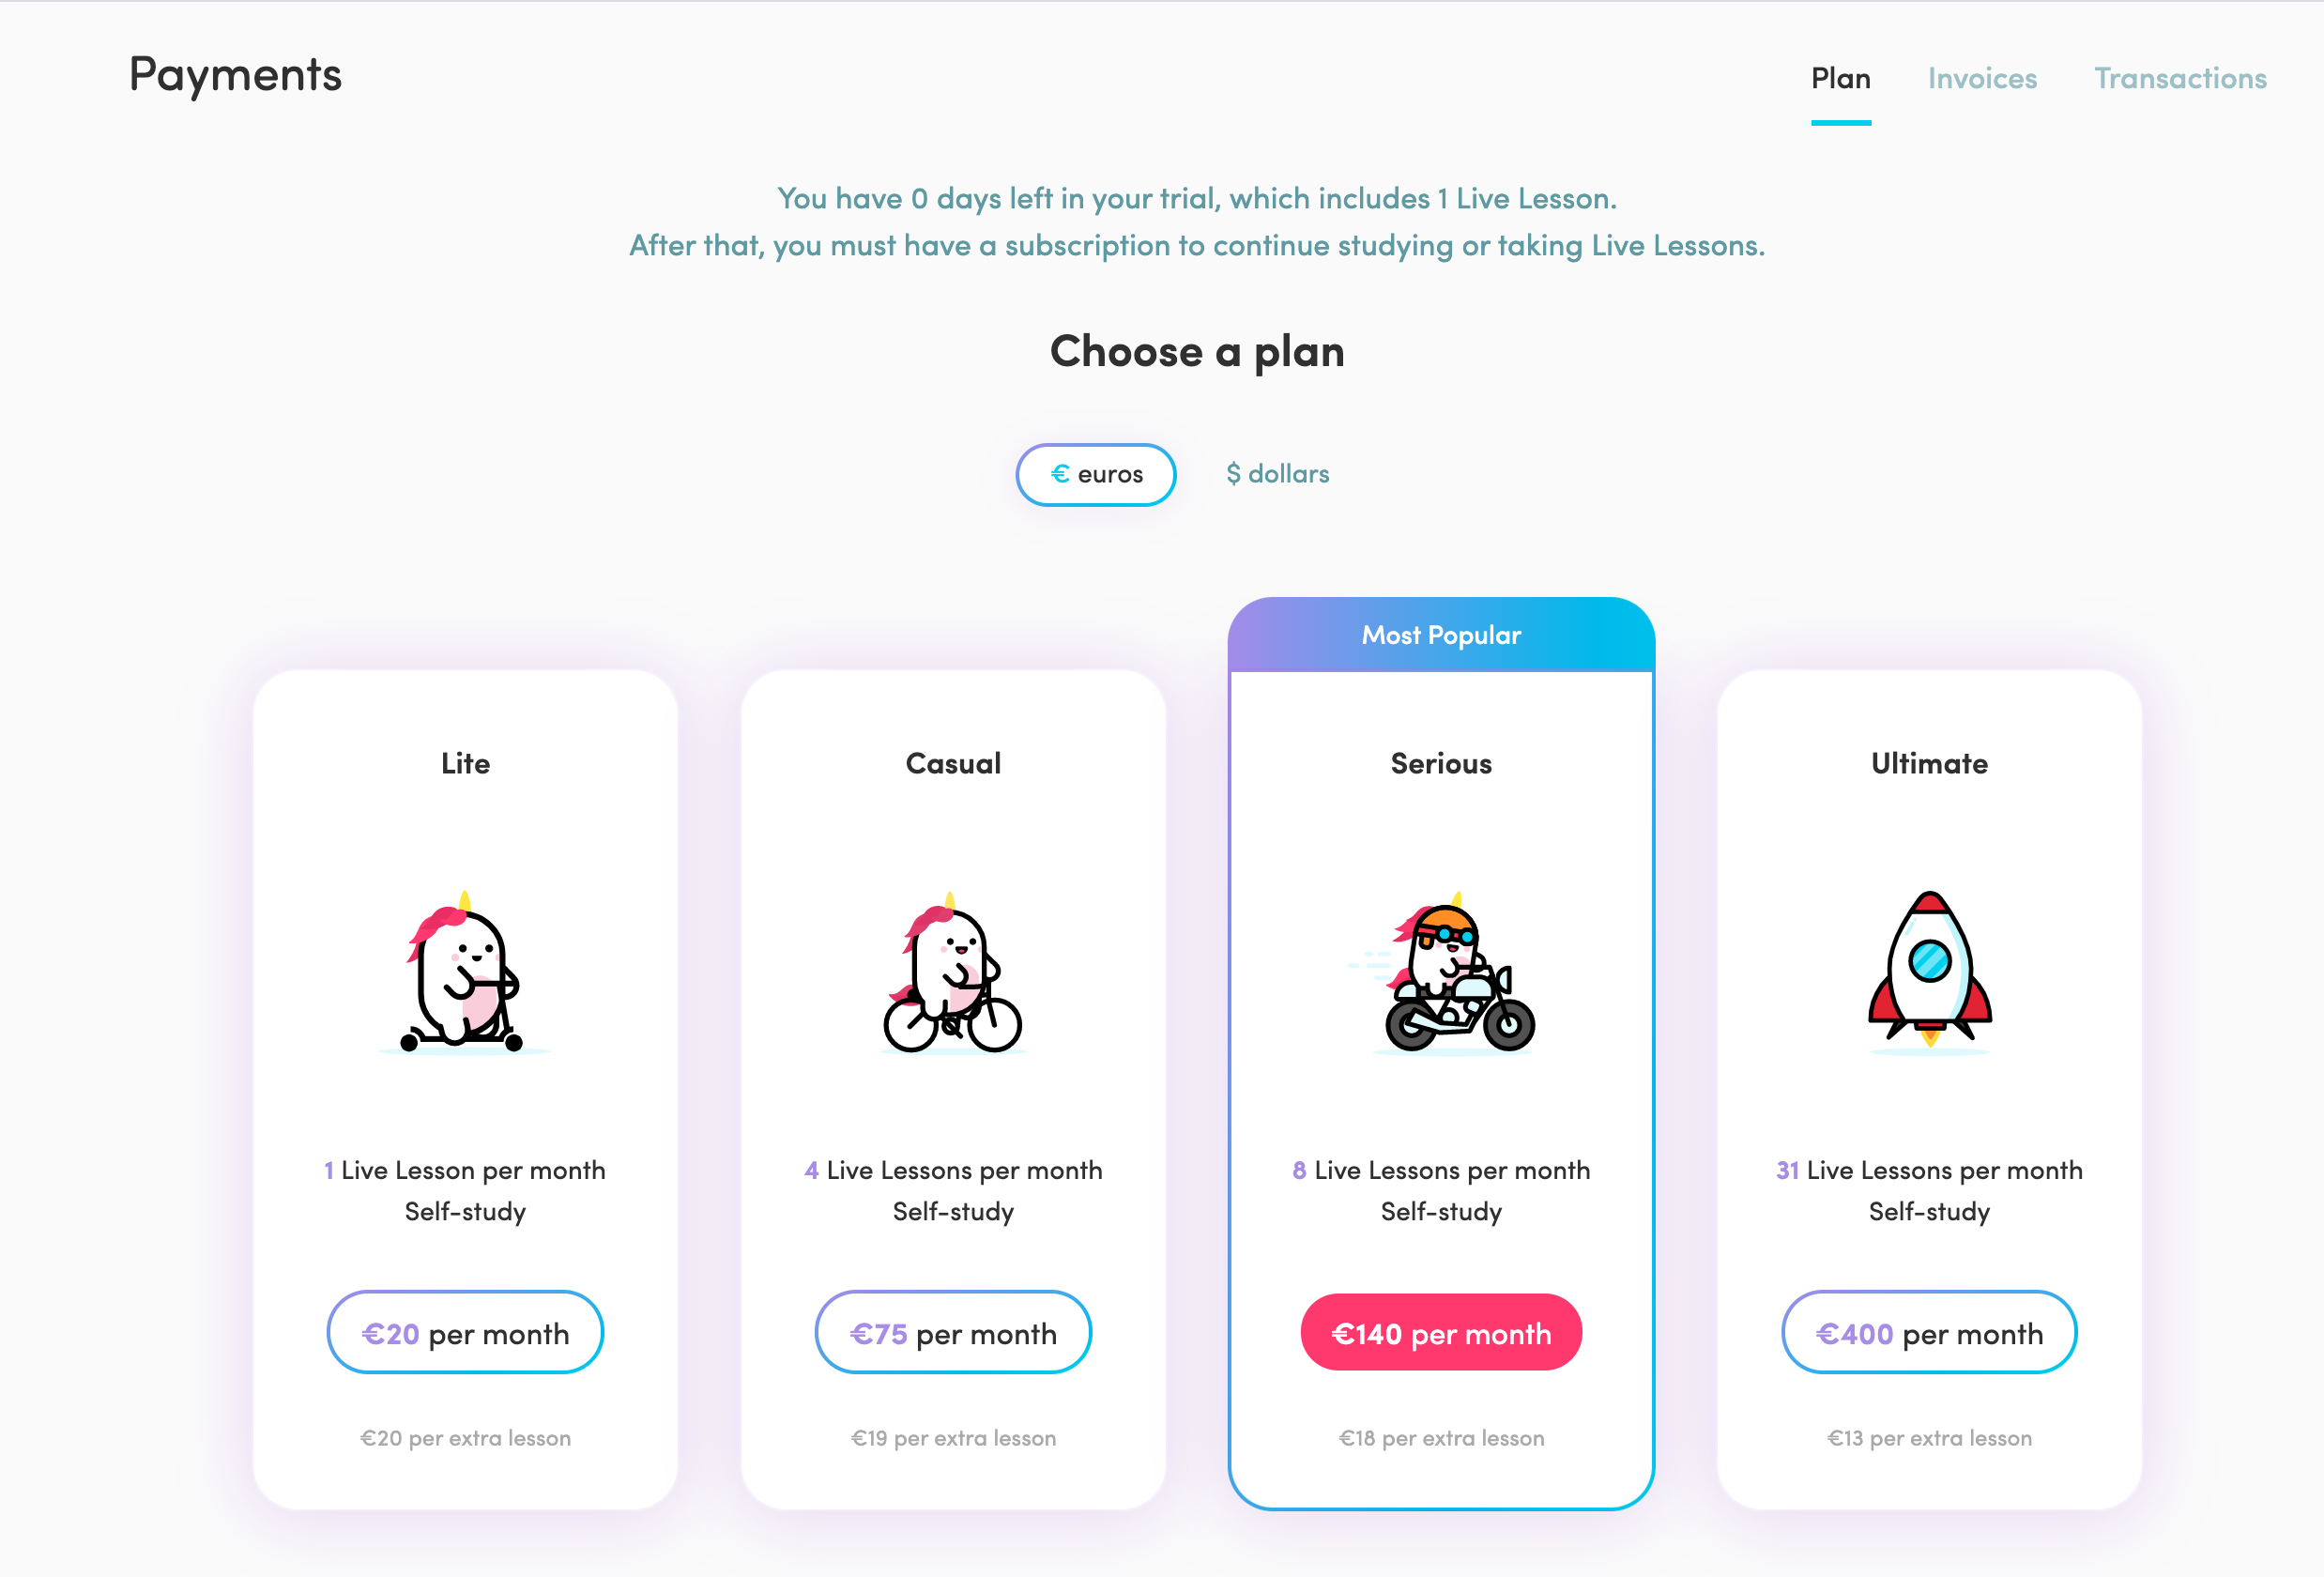 Payments
Plan
Invoices
Transactions
You have 0 days left in your trial, which includes 1 Live Lesson.
After that, you must have a subscription to continue studying or taking Live Lessons.
Choose a plan
€ euros
$ dollars
Lite
1 Live Lesson per month
Self-study
€20 per month
€20 per extra lesson
Casual
4 Live Lessons per month
Self-study
€75 per month
€19 per extra lesson
Most Popular
Serious
8 Live Lessons per month
Self-study
€140 per month
€18 per extra lesson
Ultimate
31 Live Lessons per month
Self-study
€400 per month
€13 per extra lesson